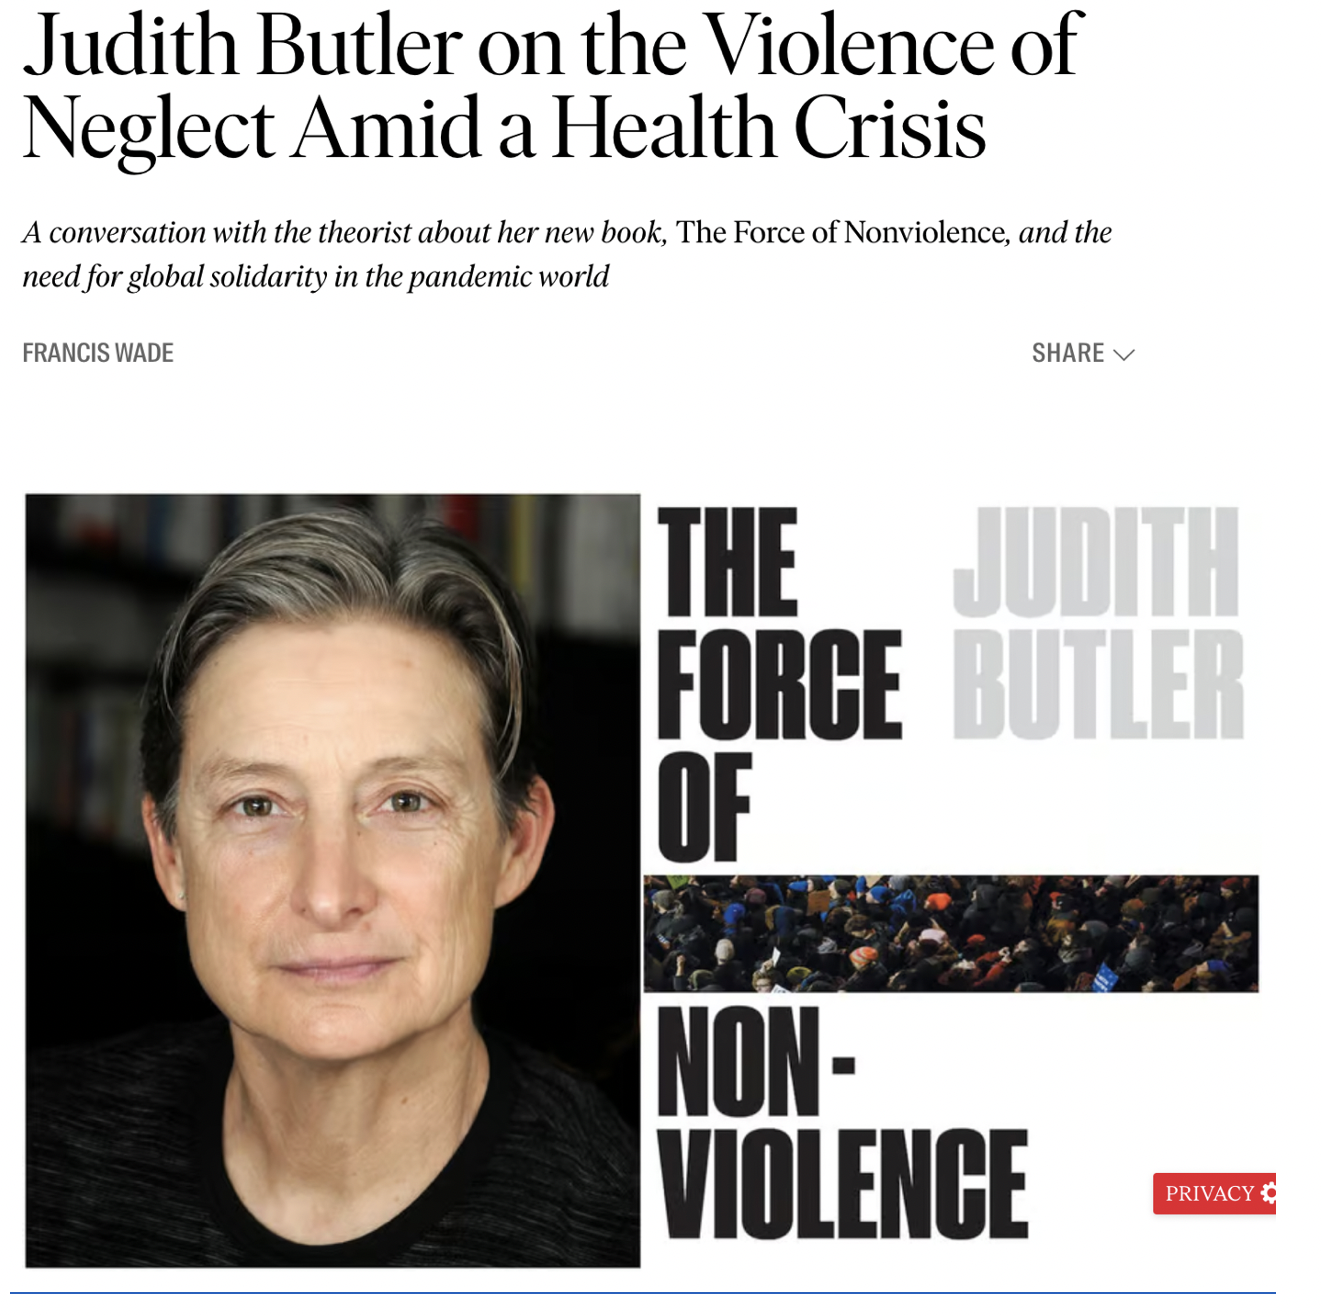 Judith Butler on the Violence of
Neglect Amid a Health Crisis
A conversation with the theorist about her new book, The Force of Nonviolence, and the
need for global solidarity in the pandemic world
FRANCIS WADE
SHARE
THE
FORCE
OF
JUDITH
BUTLER
NON-
VIOLENCE
PRIVACY